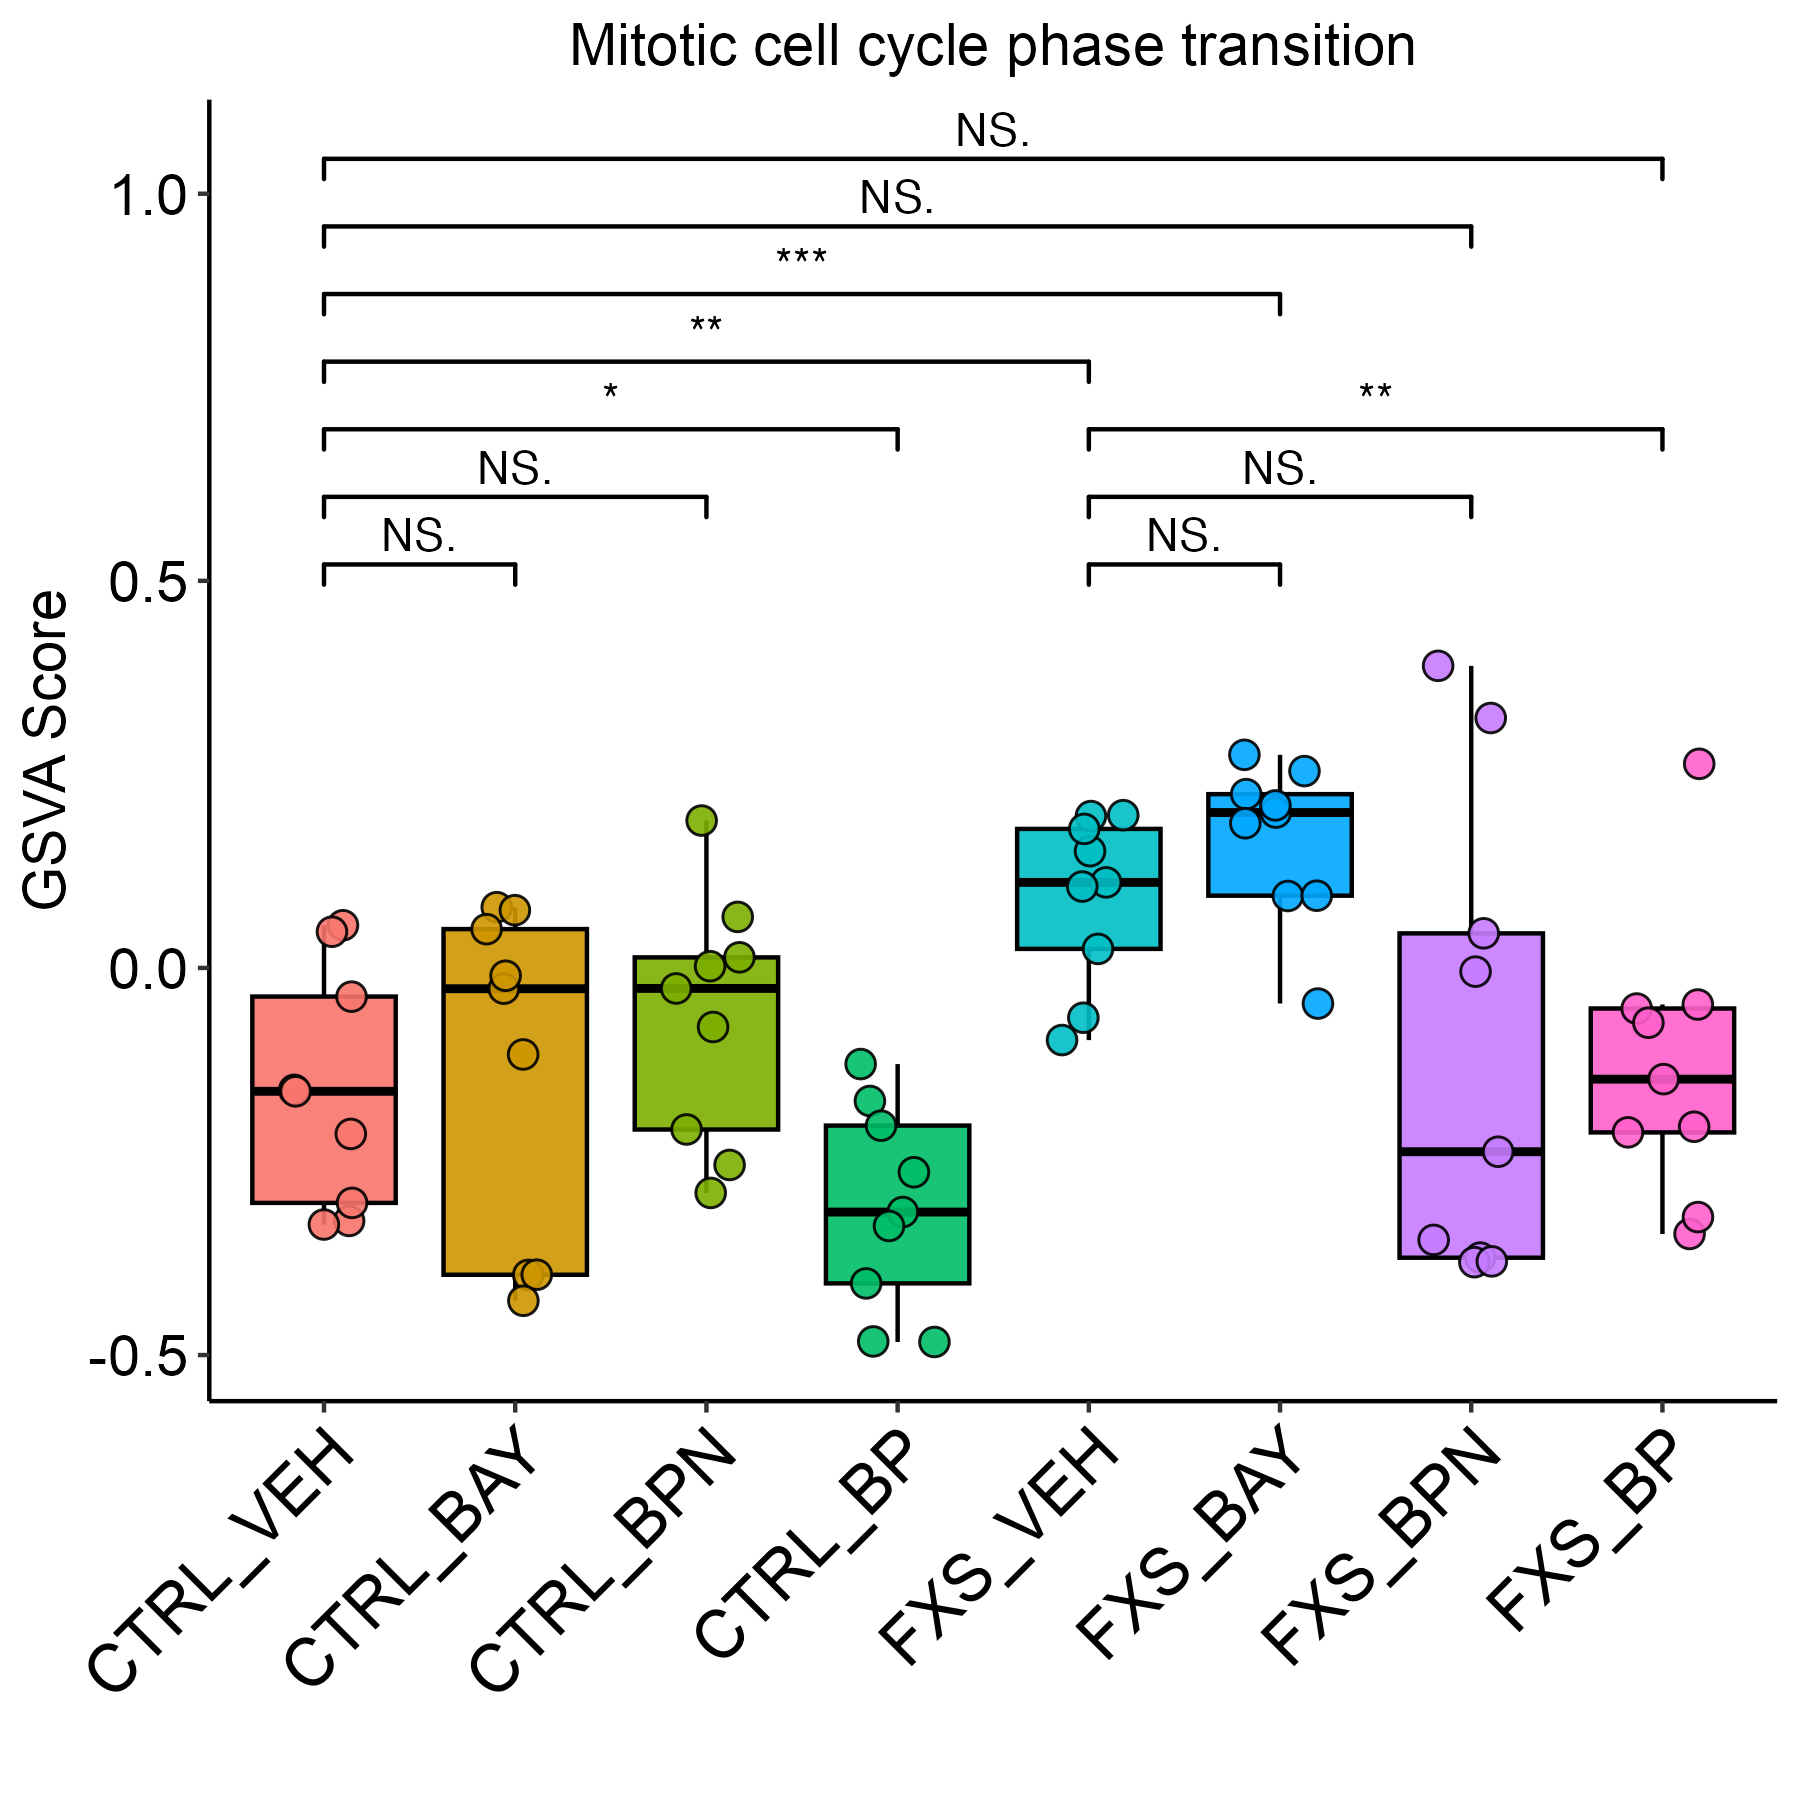 Mitotic cell cycle phase transition
NS.
NS.
***
**
* **
NS. NS.
NS. NS.
GSVA Score
1.0
0.5
0.0
-0.5
CTRL_VEH
CTRL_BAY
CTRL_BPN
CTRL_BP
FXS_VEH
FXS_BAY
FXS_BPN
FXS_BP